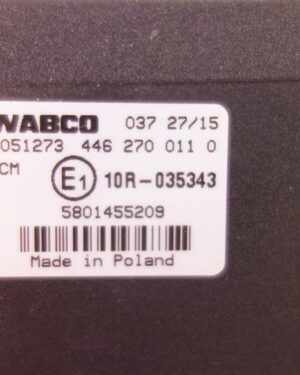 WABCO 037 27/15
051273 446 270 011 0
CM E1 10R-035343
5801455209
Made in Poland